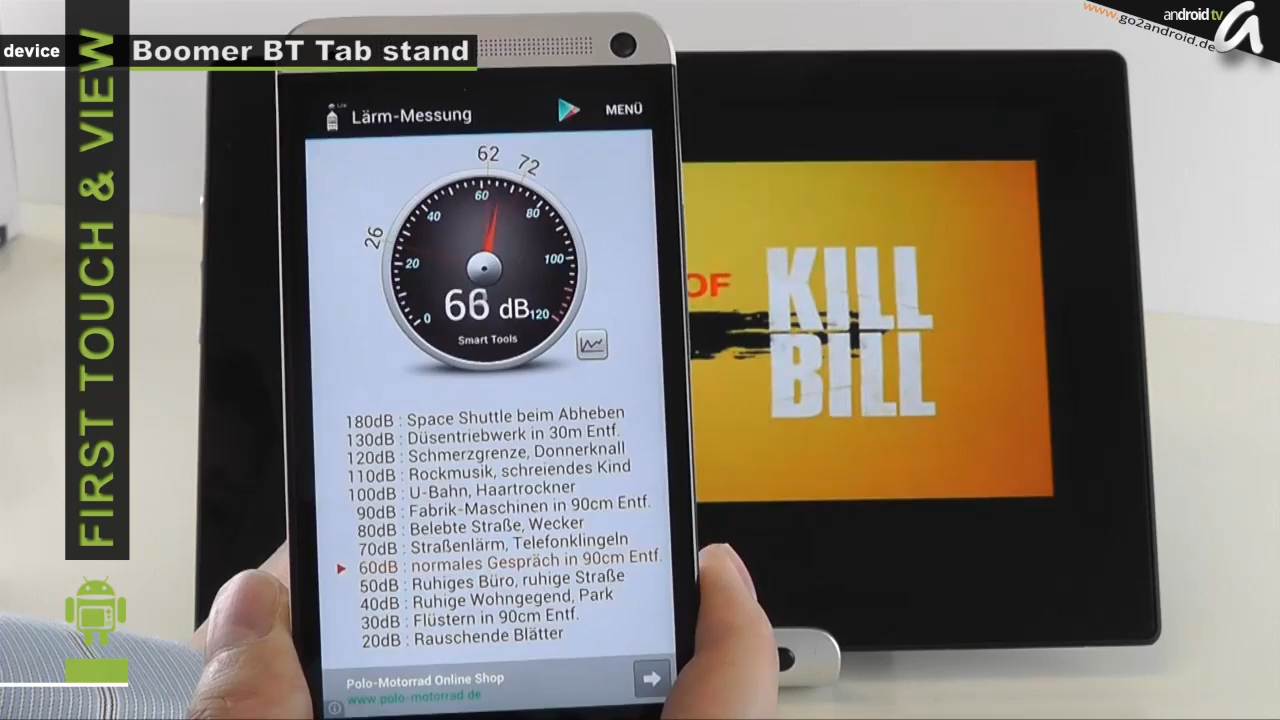 device
Boomer BT Tab stand
FIRST TOUCH & VIEW
www.go2android.de
android tv
Lite
Lärm-Messung
MENÜ
26
62
72
0
20
40
60
80
100
120
dB
Smart Tools
180dB : Space Shuttle beim Abheben
130dB : Düsentriebwerk in 30m Entf.
120dB : Schmerzgrenze, Donnerknall
110dB : Rockmusik, schreiendes Kind
100dB : U-Bahn, Haartrockner
90dB : Fabrik-Maschinen in 90cm Entf.
80dB : Belebte Straße, Wecker
70dB : Straßenlärm, Telefonklingeln
60dB : normales Gespräch in 90cm Entf.
50dB : Ruhiges Büro, ruhige Straße
40dB : Ruhige Wohngegend, Park
30dB : Flüstern in 90cm Entf.
20dB : Rauschende Blätter
Polo-Motorrad Online Shop
www.polo-motorrad.de
OF
KILL
BILL